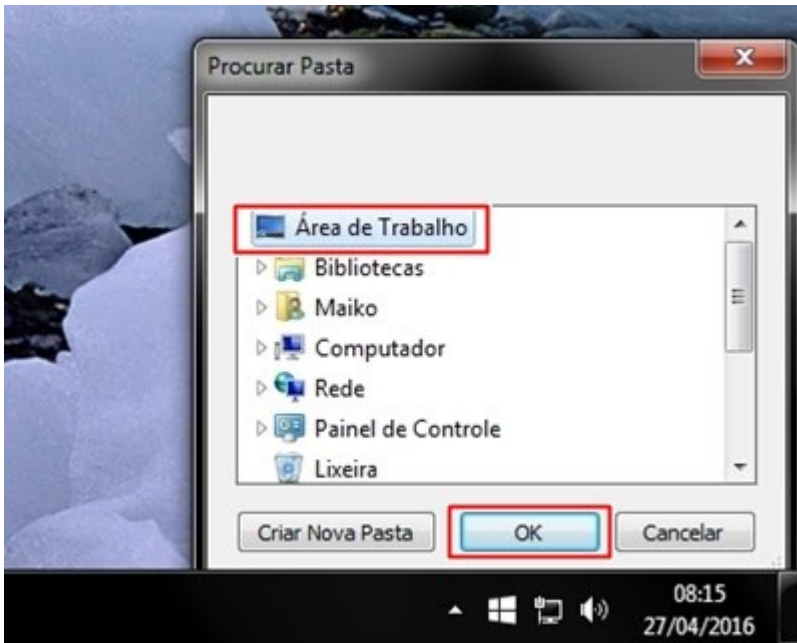 Procurar Pasta
Área de Trabalho
Bibliotecas
Maiko
Computador
Rede
Painel de Controle
Lixeira
Criar Nova Pasta OK Cancelar
08:15
27/04/2016